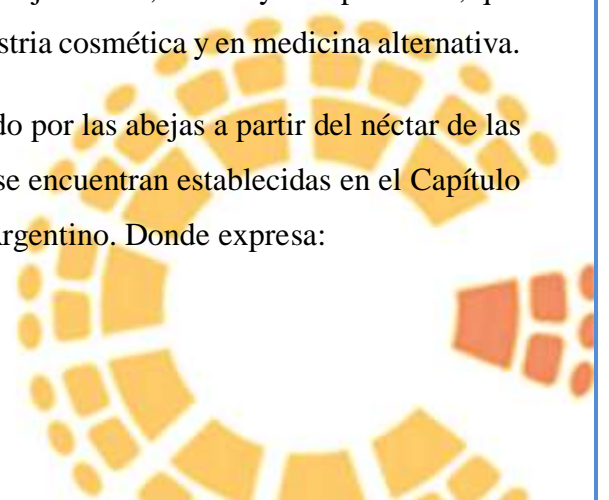 stria cosmética y en medicina alternativa.
do por las abejas a partir del néctar de las
se encuentran establecidas en el Capítulo
Argentino. Donde expresa: